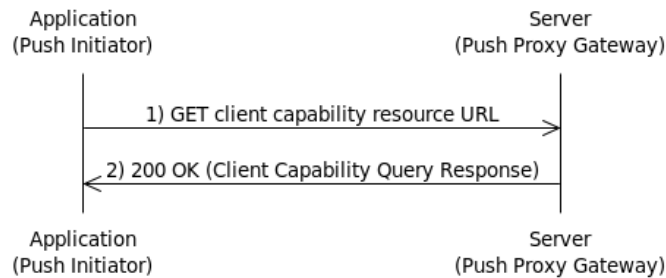 Application
(Push Initiator)
Server
(Push Proxy Gateway)
1) GET client capability resource URL
2) 200 OK (Client Capability Query Response)
Application
(Push Initiator)
Server
(Push Proxy Gateway)